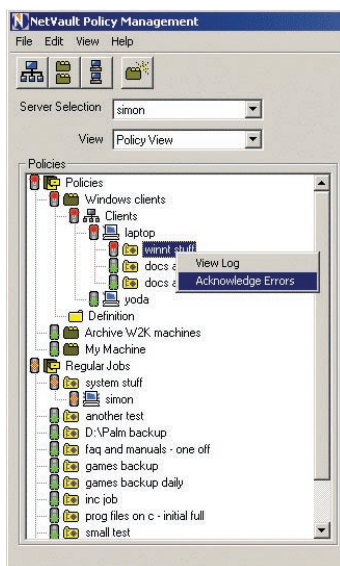 NetVault Policy Management
File Edit View Help
Server Selection simon
View Policy View
Policies
Policies
Windows clients
Clients
laptop
winnt stuff
View Log
docs a
Acknowledge Errors
docs a
yoda
Definition
Archive W2K machines
My Machine
Regular Jobs
system stuff
simon
another test
D:\Palm backup
faq and manuals - one off
games backup
games backup daily
inc job
prog files on c - initial full
small test